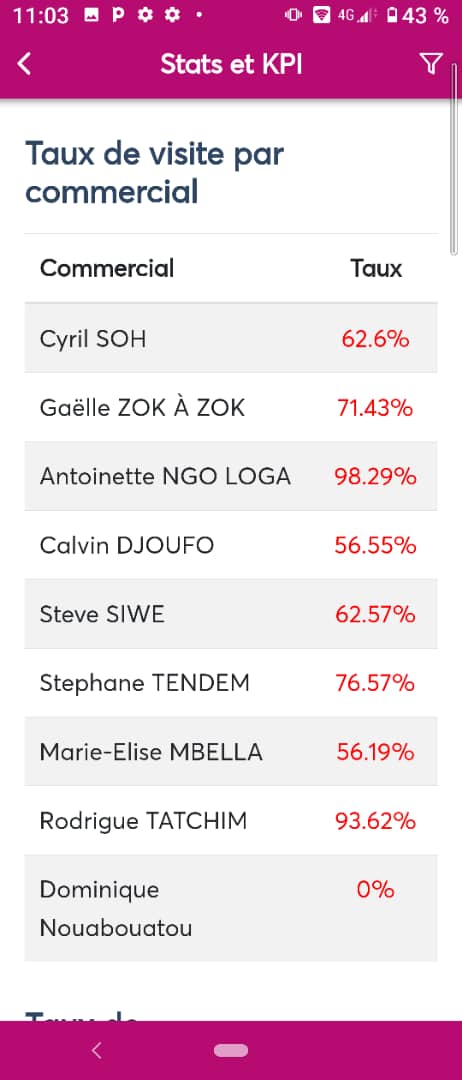 11:03 P 4G 43 %
Stats et KPI
Taux de visite par
commercial
Commercial Taux
Cyril SOH 62.6%
Gaëlle ZOK À ZOK 71.43%
Antoinette NGO LOGA 98.29%
Calvin DJOUFO 56.55%
Steve SIWE 62.57%
Stephane TENDEM 76.57%
Marie-Elise MBELLA 56.19%
Rodrigue TATCHIM 93.62%
Dominique 0%
Nouabouatou
Taux de